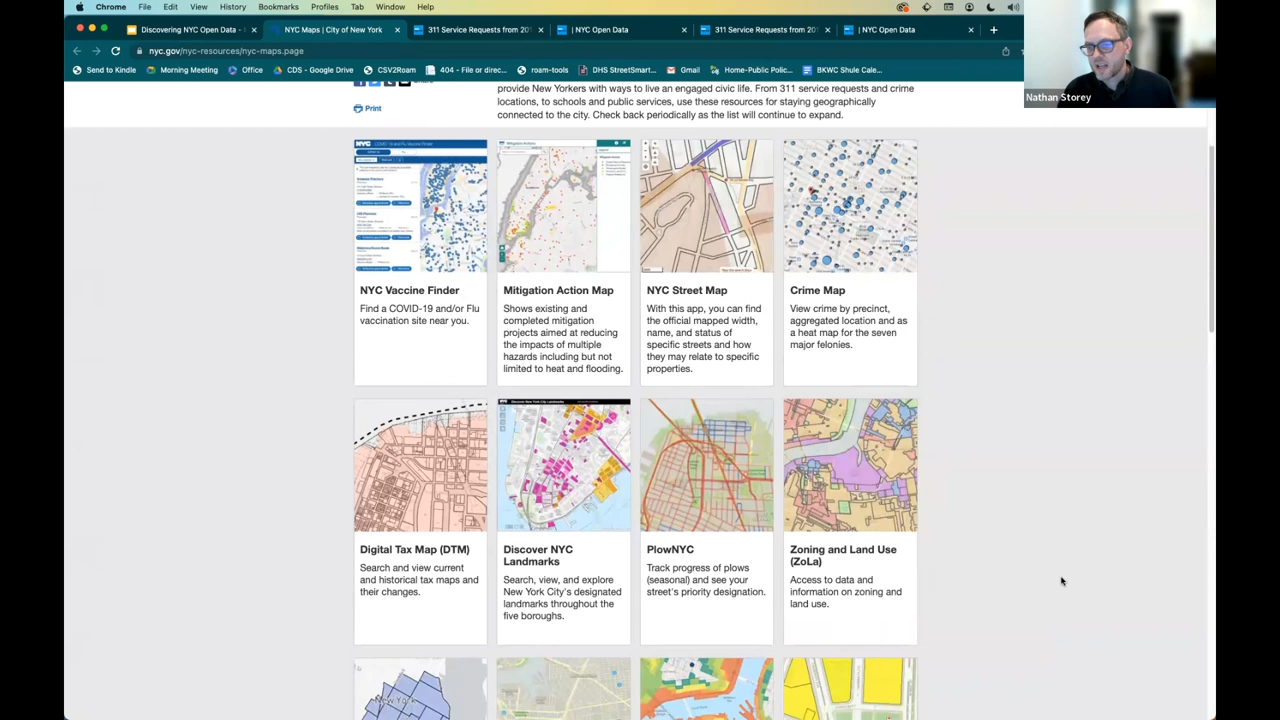 Chrome File Edit View History Bookmarks Profiles Tab Window Help
Discovering NYC Open Data - NYC Maps | City of New York 311 Service Requests from 201 | NYC Open Data 311 Service Requests from 201 | NYC Open Data
nyc.gov/nyc-resources/nyc-maps.page
Send to Kindle Morning Meeting Office CDS - Google Drive CSV2Roam 404 - File or direc... roam-tools DHS StreetSmart... Gmail Home-Public Polic... BKWC Shule Cale...
Nathan Storey
provide New Yorkers with ways to live an engaged civic life. From 311 service requests and crime
locations, to schools and public services, use these resources for staying geographically
connected to the city. Check back periodically as the list will continue to expand.
Print
NYC Vaccine Finder
Find a COVID-19 and/or Flu
vaccination site near you.
Mitigation Actions
Mitigation Action Map
Shows existing and
completed mitigation
projects aimed at reducing
the impacts of multiple
hazards including but not
limited to heat and flooding.
NYC Street Map
With this app, you can find
the official mapped width,
name, and status of
specific streets and how
they may relate to specific
properties.
Crime Map
View crime by precinct,
aggregated location and as
a heat map for the seven
major felonies.
Digital Tax Map (DTM)
Search and view current
and historical tax maps and
their changes.
Discover NYC
Landmarks
Search, view, and explore
New York City's designated
landmarks throughout the
five boroughs.
PlowNYC
Track progress of plows
(seasonal) and see your
street's priority designation.
Zoning and Land Use
(ZoLa)
Access to data and
information on zoning and
land use.
New York